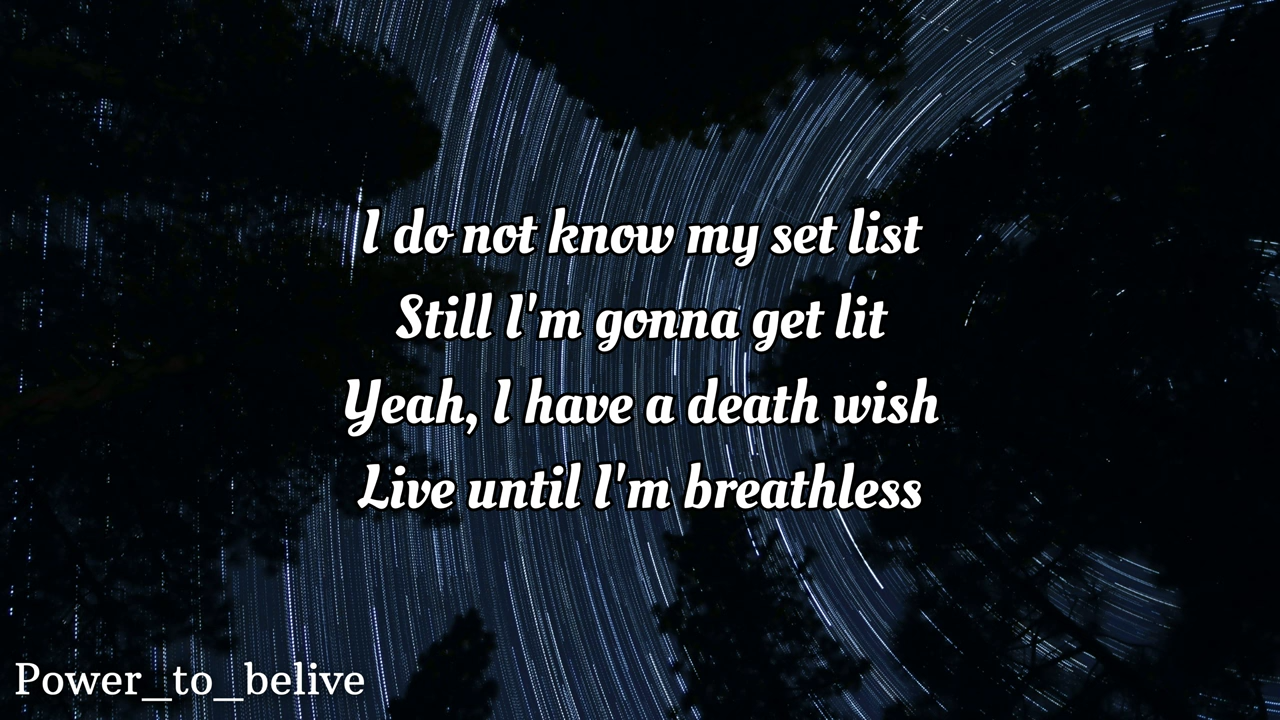 I do not know my set list
Still I'm gonna get lit
Yeah, I have a death wish
Live until I'm breathless
Power_to_belive